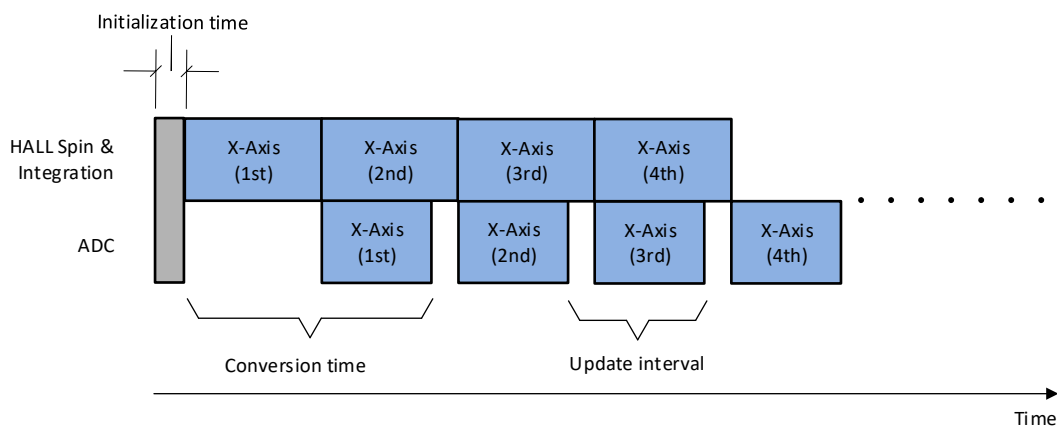 Initialization time
HALL Spin &
Integration
X-Axis
(1st)
X-Axis
(2nd)
X-Axis
(3rd)
X-Axis
(4th)
ADC
X-Axis
(1st)
X-Axis
(2nd)
X-Axis
(3rd)
X-Axis
(4th)
Conversion time
Update interval
Time